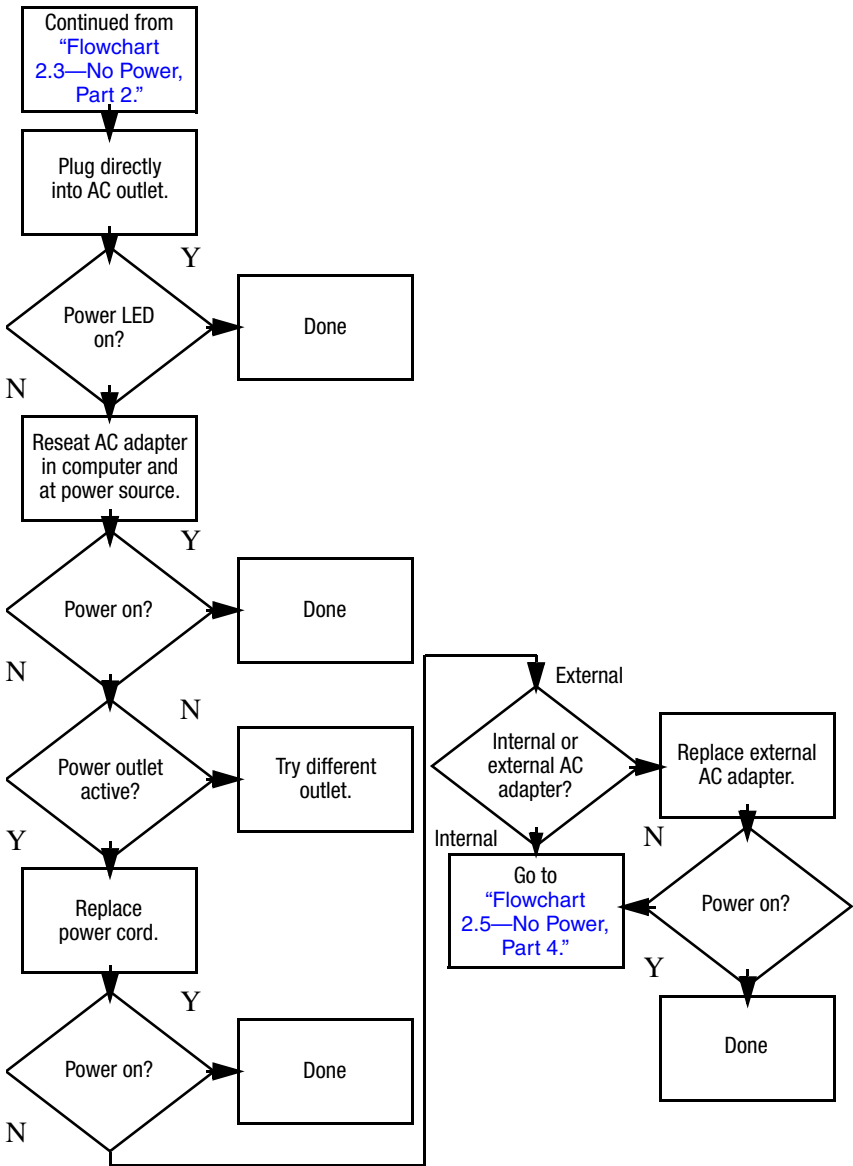 Continued from
“Flowchart
2.3—No Power,
Part 2.”
Plug directly
into AC outlet.
Y
Power LED
on?
Done
N
Reseat AC adapter
in computer and
at power source.
Y
Power on?
Done
N
N
Power outlet
active?
Try different
outlet.
Y
Replace
power cord.
Y
Power on?
Done
N
External
Internal or
external AC
adapter?
Replace external
AC adapter.
Internal
N
Go to
“Flowchart
2.5—No Power,
Part 4.”
Power on?
Y
Done